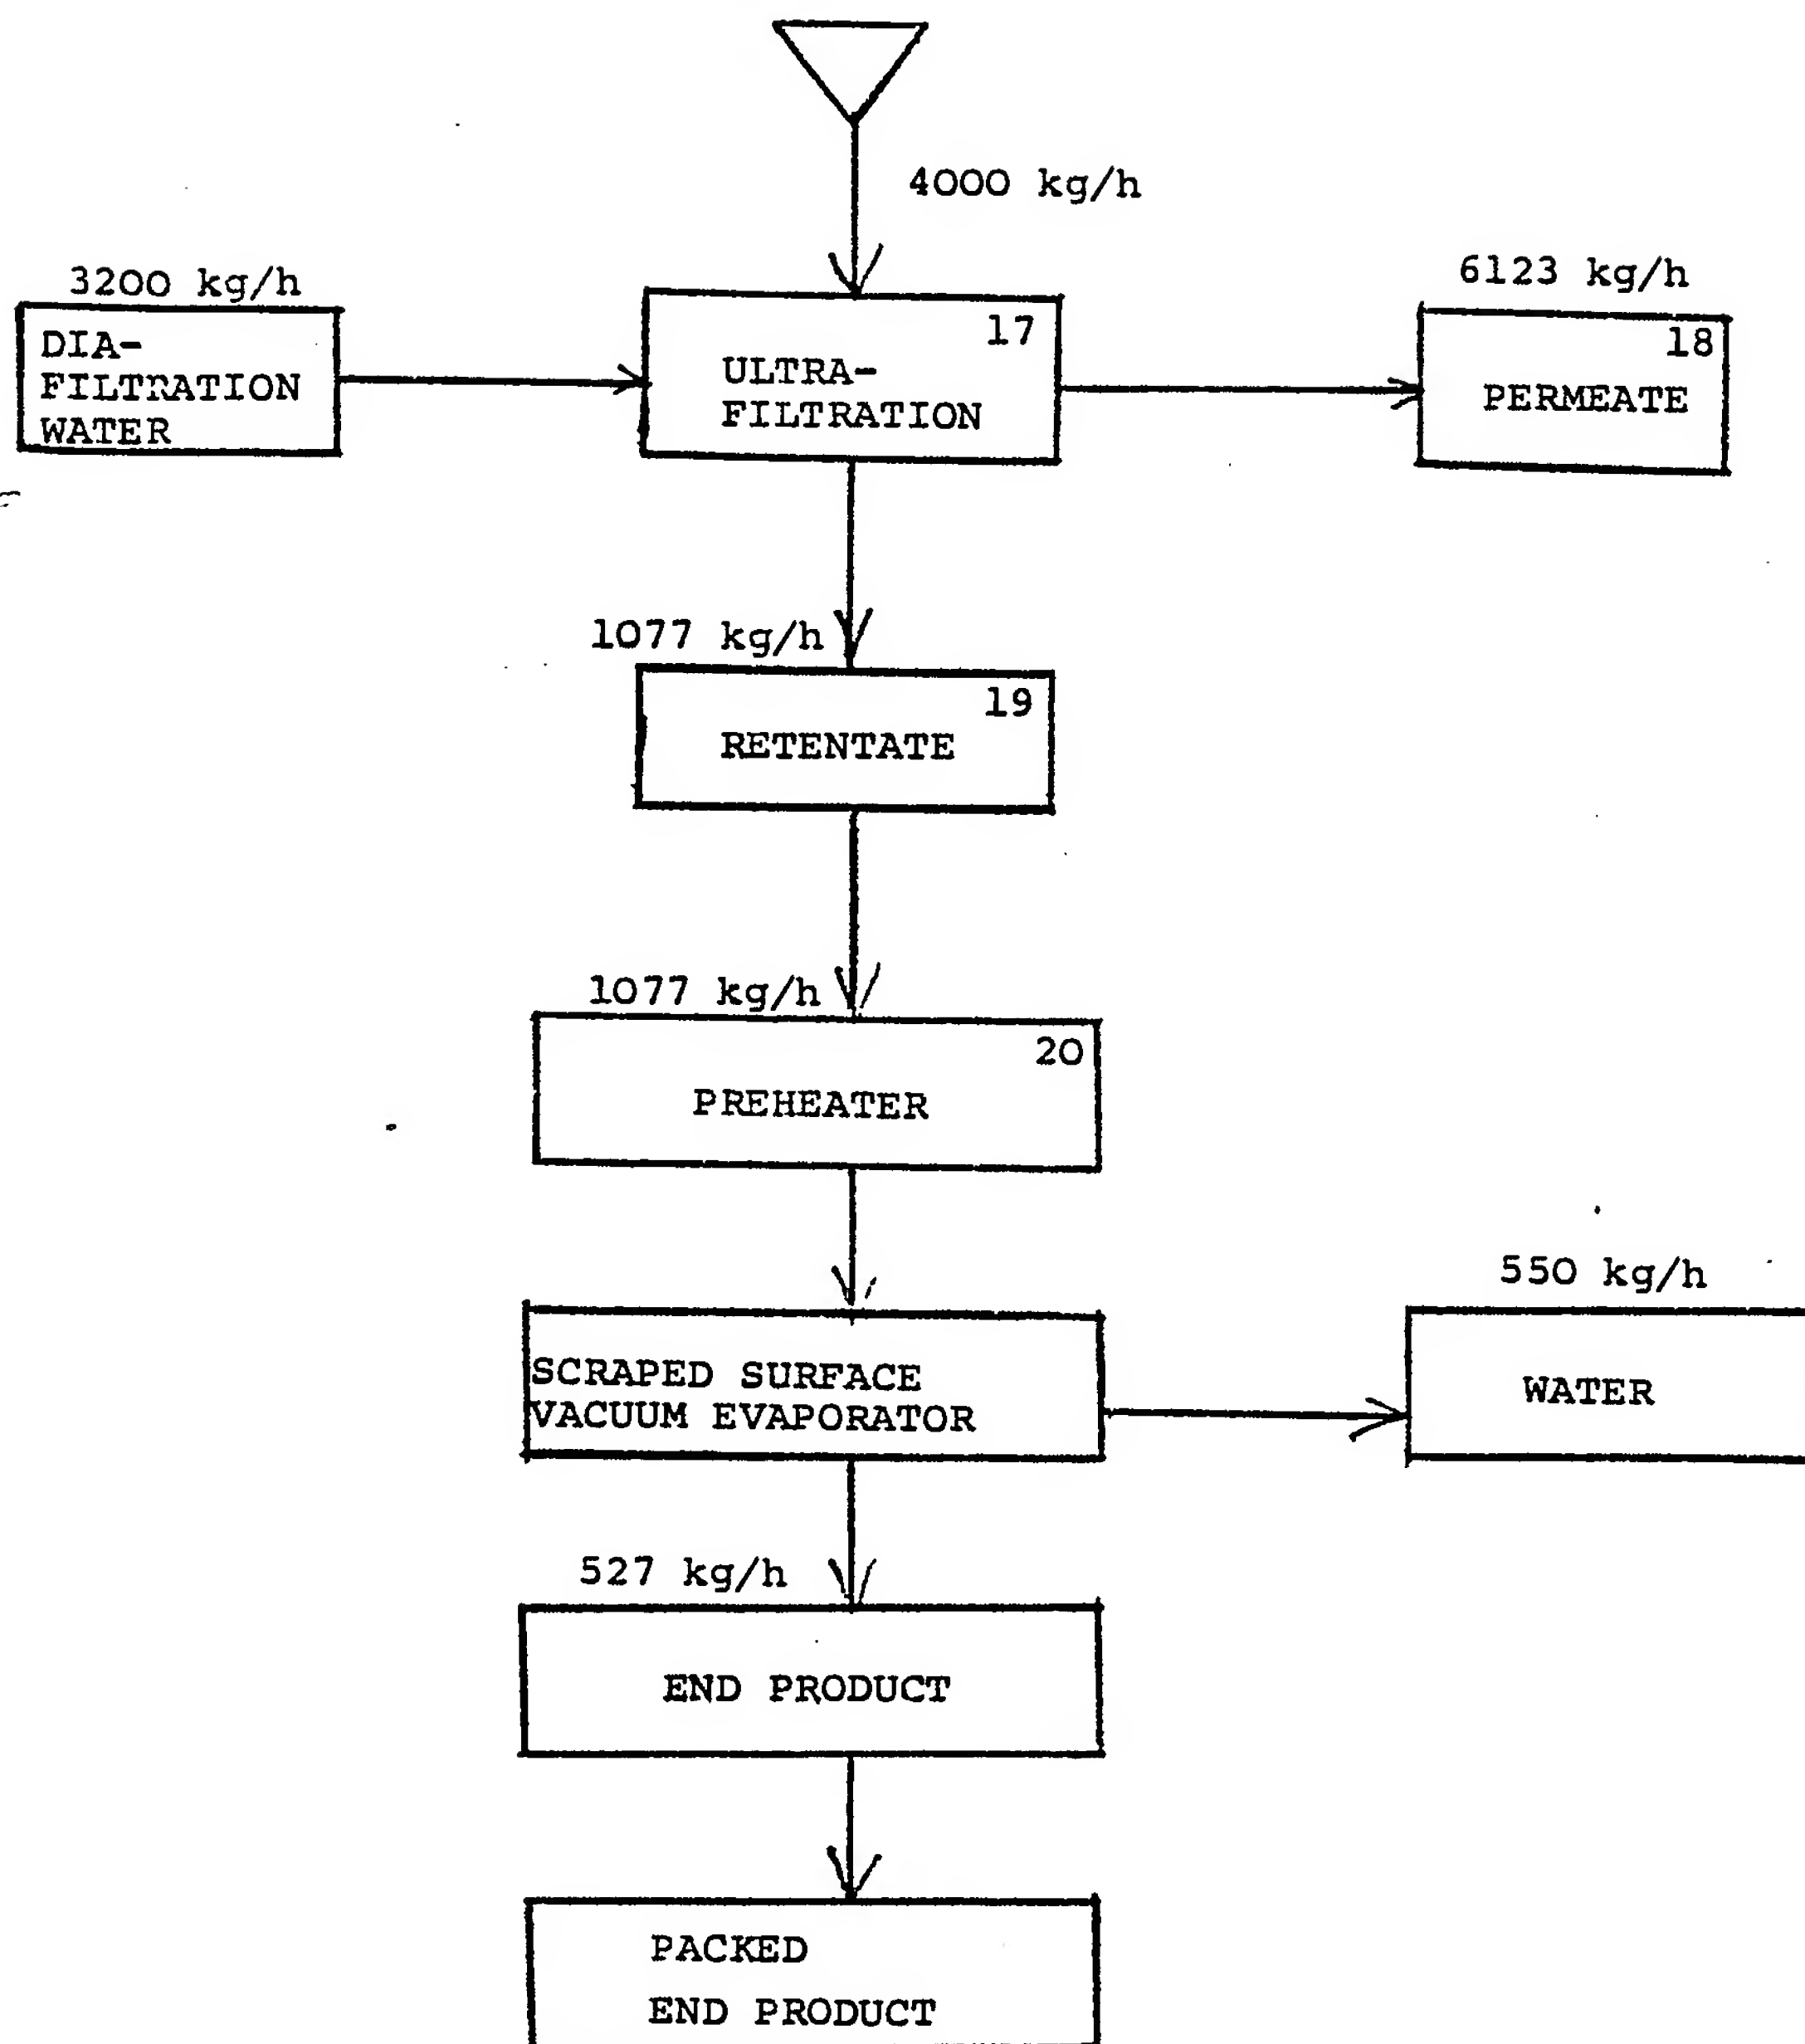 4000 kg/h
3200 kg/h
6123 kg/h
DIA-
FILTRATION
WATER
17
ULTRA-
FILTRATION
18
PERMEATE
1077 kg/h
19
RETENTATE
1077 kg/h
20
PREHEATER
550 kg/h
SCRAPED SURFACE
VACUUM EVAPORATOR
WATER
527 kg/h
END PRODUCT
PACKED
END PRODUCT